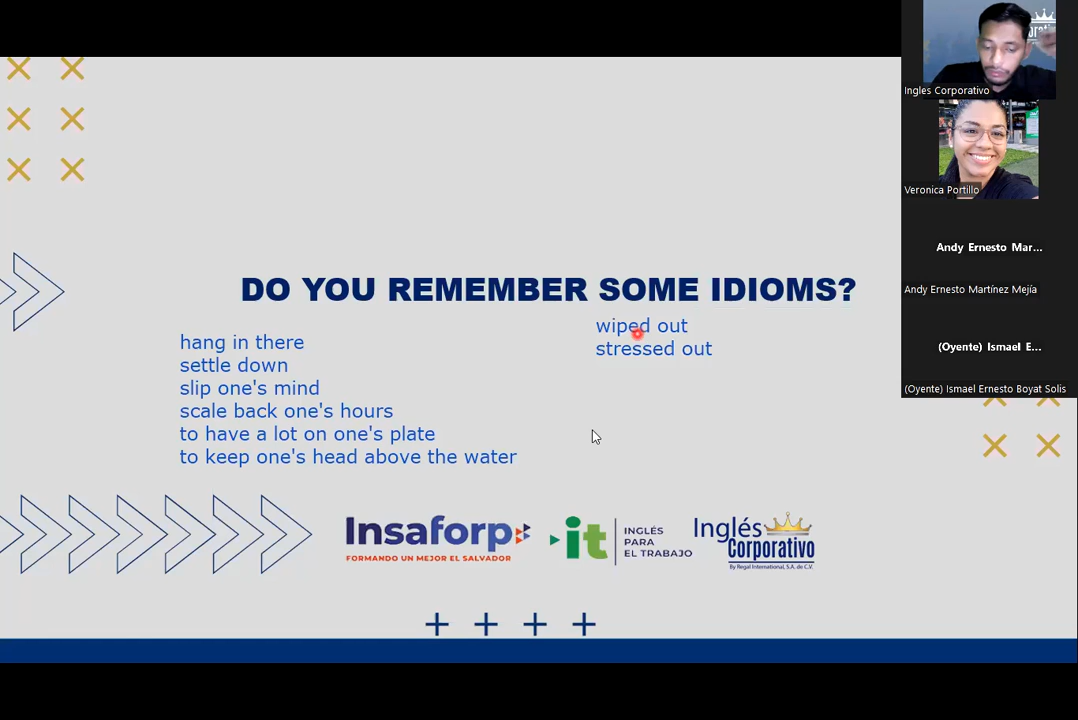 DO YOU REMEMBER SOME IDIOMS?
hang in there
settle down
slip one's mind
scale back one's hours
to have a lot on one's plate
to keep one's head above the water
wiped out
stressed out
Insaforp
FORMANDO UN MEJOR EL SALVADOR
it
INGLÉS
PARA
EL TRABAJO
Inglés
Corporativo
By Regal International, S.A. de C.V.
Ingles Corporativo
Veronica Portillo
Andy Ernesto Mar...
Andy Ernesto Martínez Mejía
(Oyente) Ismael E...
(Oyente) Ismael Ernesto Boyat Solis